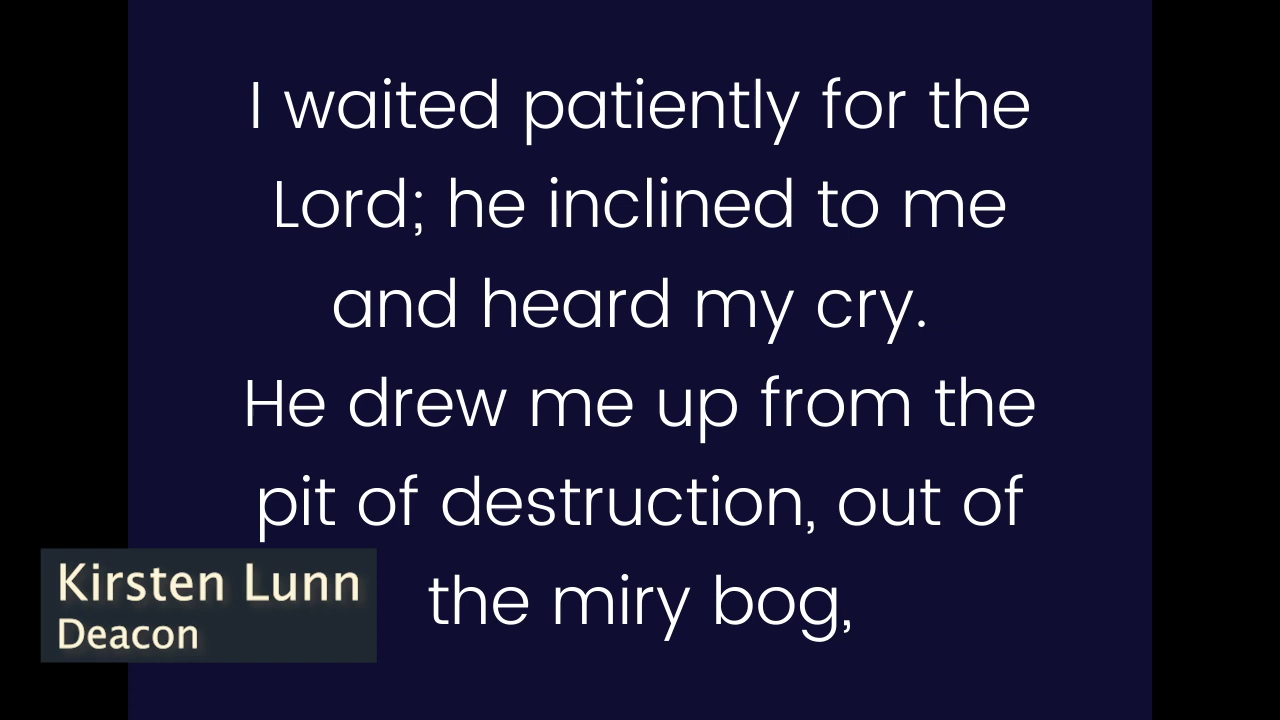 I waited patiently for the
Lord; he inclined to me
and heard my cry.
He drew me up from the
pit of destruction, out of
the miry bog,
Kirsten Lunn
Deacon